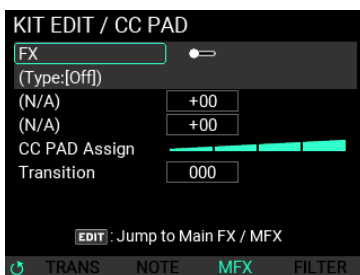 KIT EDIT / CC PAD
FX
(Type:[Off])
(N/A) +00
(N/A) +00
CC PAD Assign
Transition 000
EDIT : Jump to Main FX / MFX
TRANS NOTE MFX FILTER